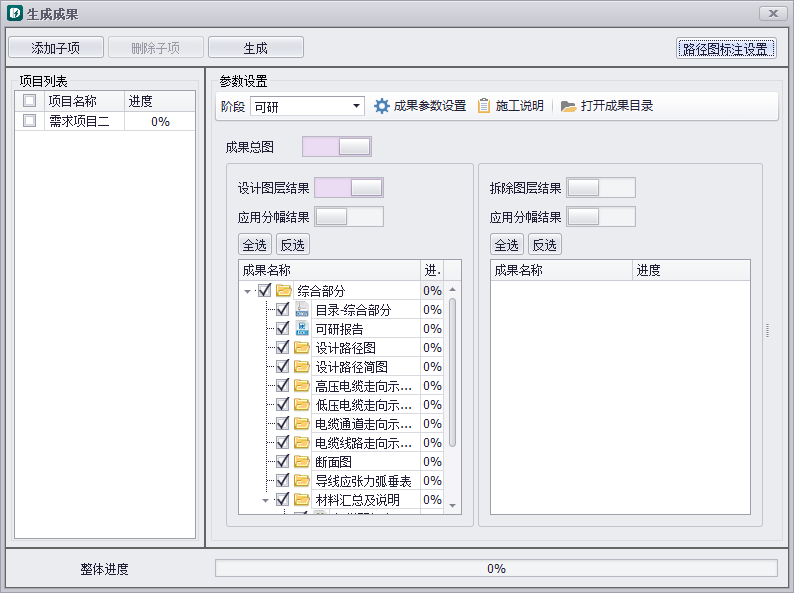 生成成果
添加子项 删除子项 生成 路径图标注设置
项目列表
项目名称 进度
需求项目二 0%
参数设置
阶段 可研 成果参数设置 施工说明 打开成果目录
成果总图
设计图层结果
应用分幅结果
全选 反选
成果名称 进.
综合部分 0%
目录-综合部分 0%
可研报告 0%
设计路径图 0%
设计路径简图 0%
高压电缆走向示... 0%
低压电缆走向示... 0%
电缆通道走向示... 0%
电缆线路走向示... 0%
断面图 0%
导线应张力弧垂表 0%
材料汇总及说明 0%
拆除图层结果
应用分幅结果
全选 反选
成果名称 进度
整体进度 0%